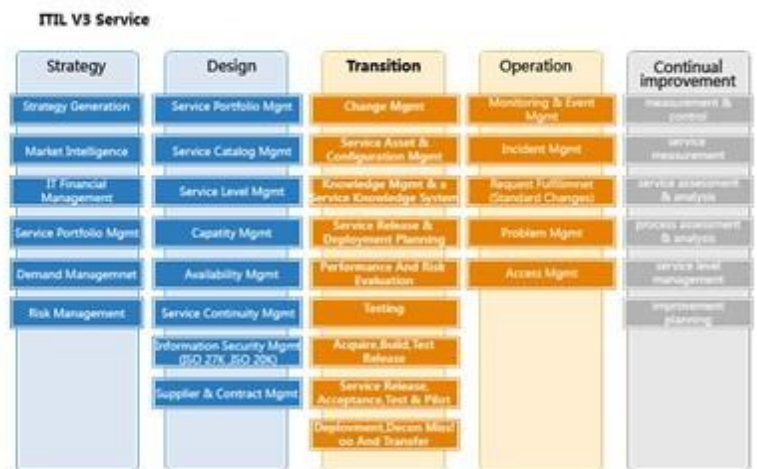 ITIL V3 Service
Strategy
Strategy Generation
Market Intelligence
IT Financial
Management
Service Portfolio Mgmt
Demand Managemnet
Risk Management
Design
Service Portfolio Mgmt
Service Catalog Mgmt
Service Level Mgmt
Capatity Mgmt
Availability Mgmt
Service Continuity Mgmt
Information Security Mgmt
(ISO 27K, ISO 20K)
Supplier & Contract Mgmt
Transition
Change Mgmt
Service Asset &
Configuration Mgmt
Knowledge Mgmt & a
Service Knowledge System
Service Release &
Deployment Planning
Performance And Risk
Evaluation
Testing
Acquire,Build,Test
Release
Service Release,
Acceptance,Test & Pilot
Deployment,Decon
And Transfer
Operation
Monitoring & Event
Mgmt
Incident Mgmt
Request
(Standard Changes)
Problem Mgmt
Access Mgmt
Continual
improvement
measurement &
control
service
measurement
service assessment
& analysis
process assessment
& analysis
service level
management
improvement
planning